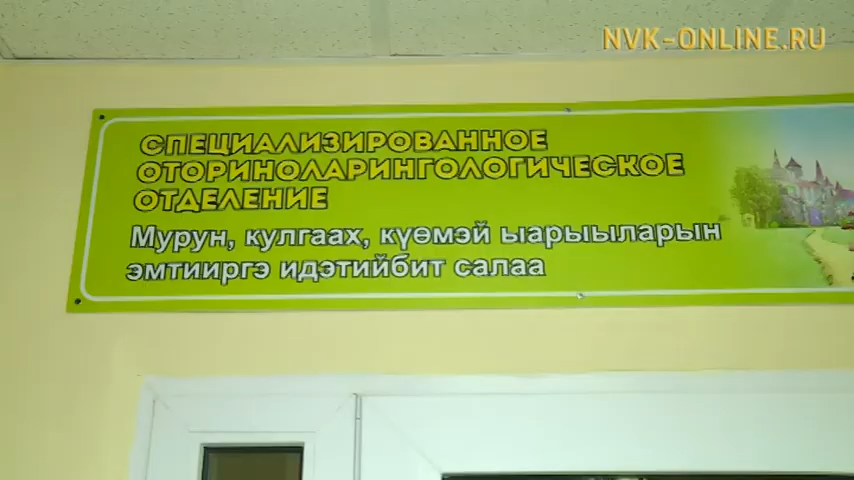 NVK-ONLINE.RU
СПЕЦИАЛИЗИРОВАННОЕ
ОТОРИНОЛАРИНГОЛОГИЧЕСКОЕ
ОТДЕЛЕНИЕ
Мурун, кулгаах, күөмэй ыарыыларын
эмтииргэ идэтийбит салаа